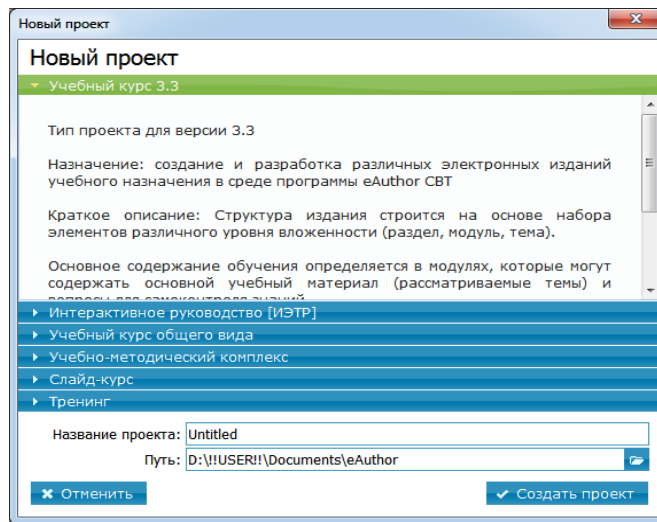 Новый проект
Новый проект
Учебный курс 3.3
Тип проекта для версии 3.3
Назначение: создание и разработка различных электронных изданий
учебного назначения в среде программы eAuthor CBT
Краткое описание: Структура издания строится на основе набора
элементов различного уровня вложенности (раздел, модуль, тема).
Основное содержание обучения определяется в модулях, которые могут
содержать основной учебный материал (рассматриваемые темы) и
вопросы для самоконтроля знаний
Интерактивное руководство [ИЭТР]
Учебный курс общего вида
Учебно-методический комплекс
Слайд-курс
Тренинг
Название проекта: Untitled
Путь: D:\!!USER!!\Documents\eAuthor
Отменить
Создать проект